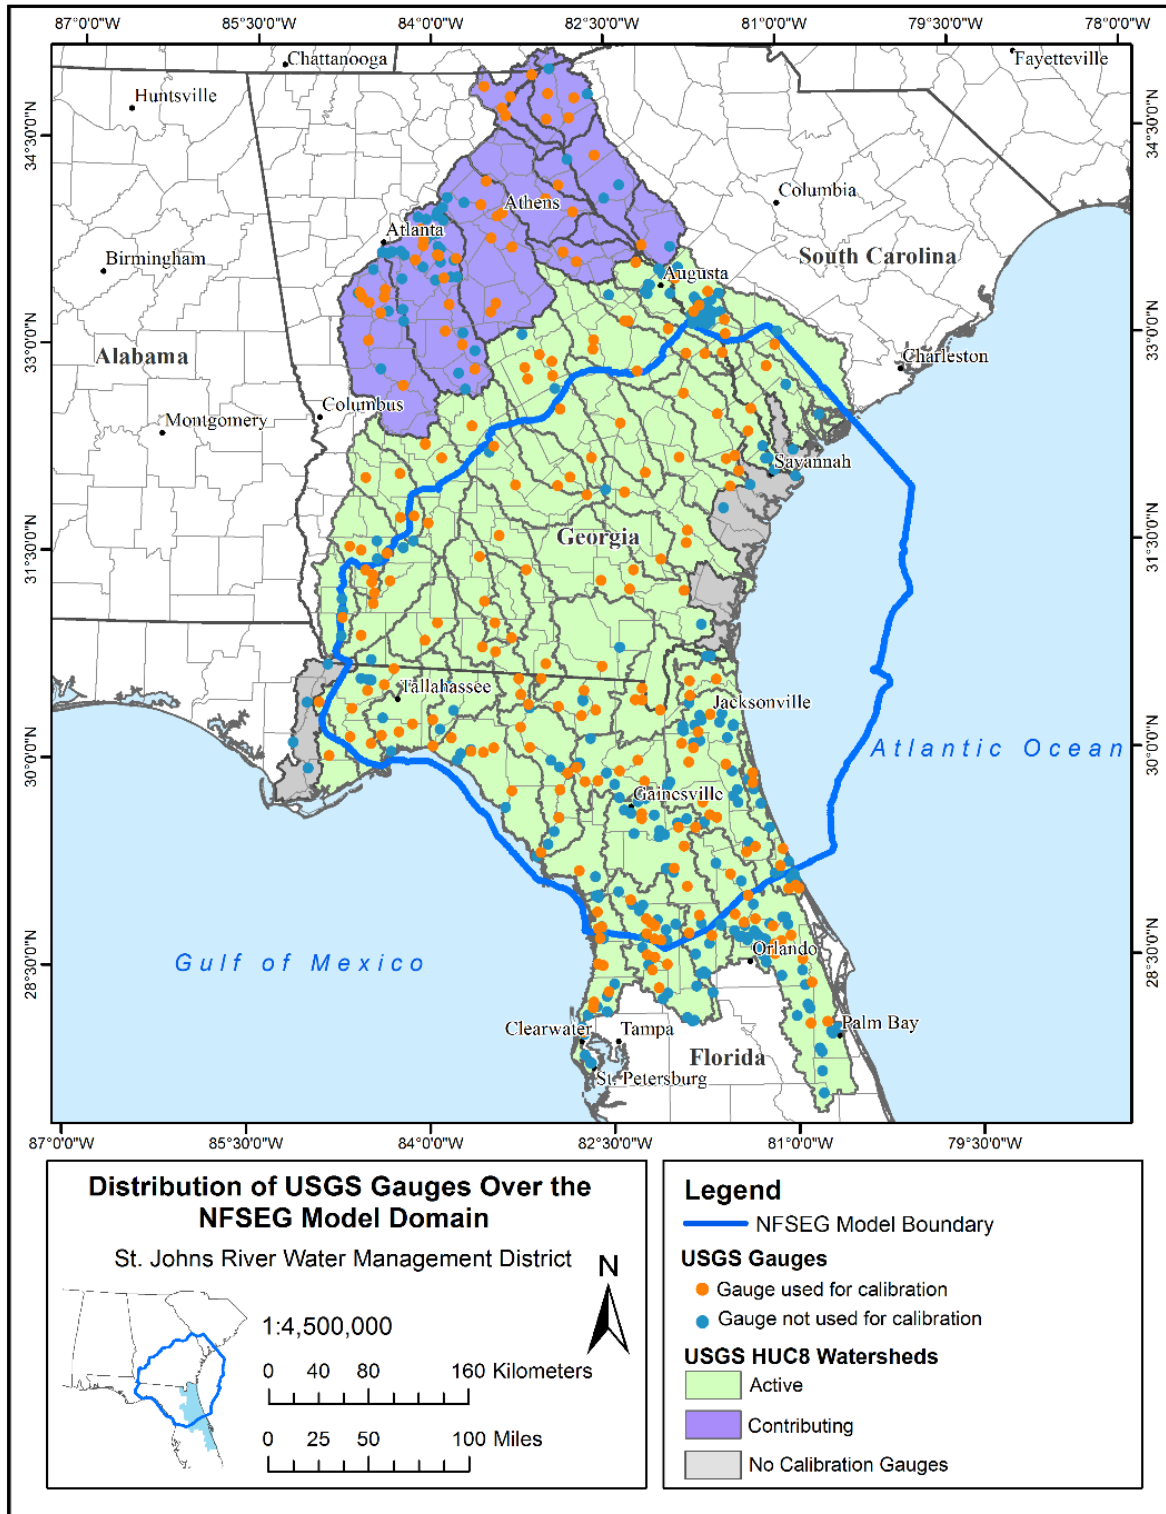 87°0'0"W 85°30'0"W 84°0'0"W 82°30'0"W 81°0'0"W 79°30'0"W 78°0'0"W
Chattanooga
Fayetteville
Huntsville
34°30'0"N
34°30'0"N
Columbia
Athens
Atlanta
Birmingham
South Carolina
Augusta
33°0'0"N
33°0'0"N
Alabama
Charleston
Columbus
Montgomery
Savannah
Georgia
31°30'0"N
31°30'0"N
Tallahassee
Jacksonville
Atlantic Ocean
30°0'0"N
30°0'0"N
Gainesville
Orlando
Gulf of Mexico
28°30'0"N
28°30'0"N
Palm Bay
Clearwater
Tampa
Florida
St. Petersburg
87°0'0"W 85°30'0"W 84°0'0"W 82°30'0"W 81°0'0"W 79°30'0"W
Distribution of USGS Gauges Over the
NFSEG Model Domain
St. Johns River Water Management District
N
1:4,500,000
0 40 80 160 Kilometers
0 25 50 100 Miles
Legend
NFSEG Model Boundary
USGS Gauges
Gauge used for calibration
Gauge not used for calibration
USGS HUC8 Watersheds
Active
Contributing
No Calibration Gauges